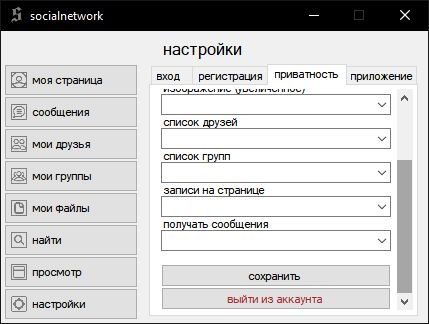 socialnetwork
настройки
вход регистрация приватность приложение
моя страница
сообщения
мои друзья
мои группы
мои файлы
найти
просмотр
настройки
изображение (увеличенное)
список друзей
список групп
записи на странице
получать сообщения
сохранить
выйти из аккаунта